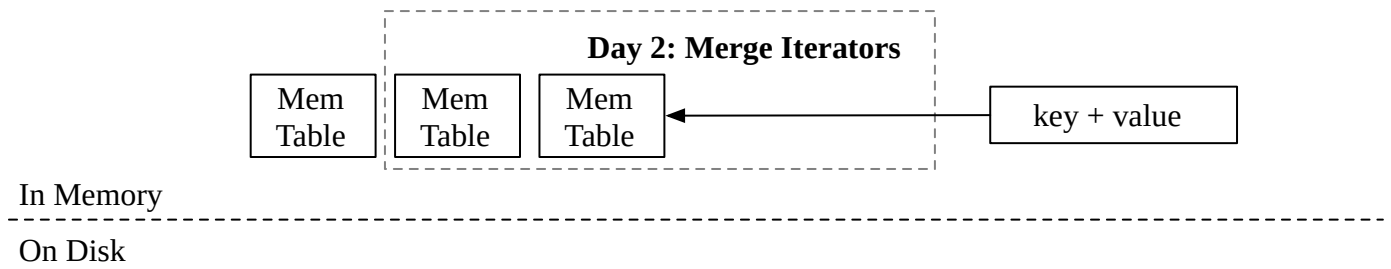 Day 2: Merge Iterators
Mem
Table
Mem
Table
Mem
Table
key + value
In Memory
On Disk